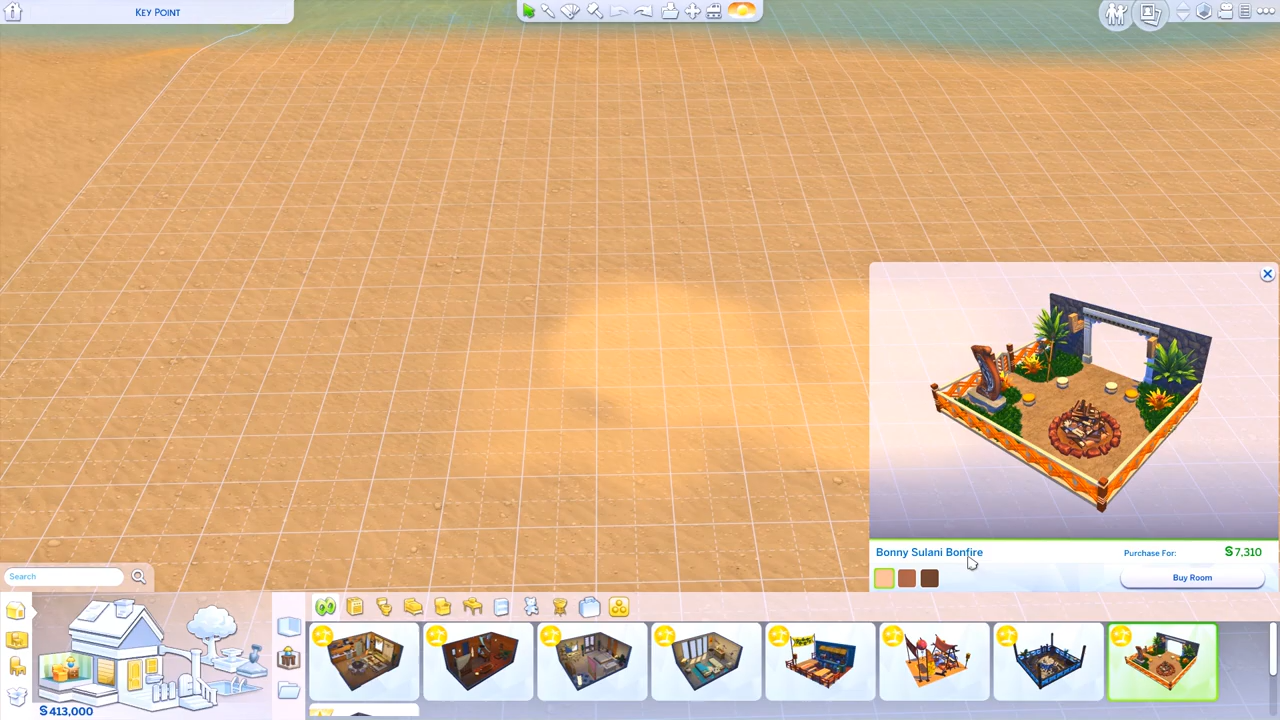 KEY POINT
Bonny Sulani Bonfire
Purchase For:
$7,310
Buy Room
Search
$413,000